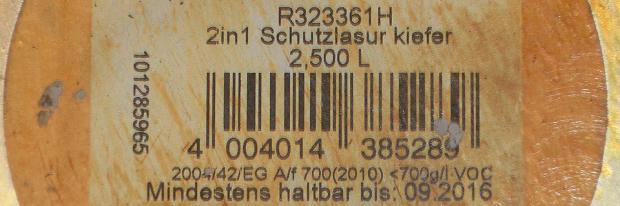 R323361H
2in1 Schutzlasur kiefer
2,500 L
101285965
4 004014 385289
2004/42/EG A/f 700(2010) <700g/l VOC
Mindestens haltbar bis: 09.2016